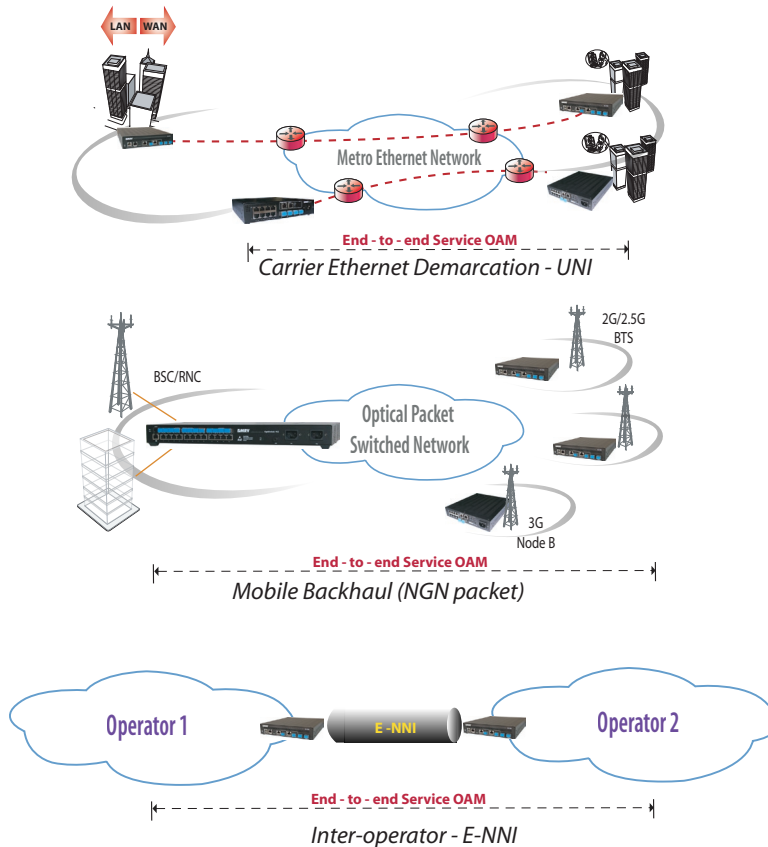 LAN WAN
Metro Ethernet Network
End - to - end Service OAM
Carrier Ethernet Demarcation - UNI
2G/2.5G
BTS
BSC/RNC
Optical Packet
Switched Network
3G
Node B
End - to - end Service OAM
Mobile Backhaul (NGN packet)
Operator 1
E -NNI
Operator 2
End - to - end Service OAM
Inter-operator - E-NNI